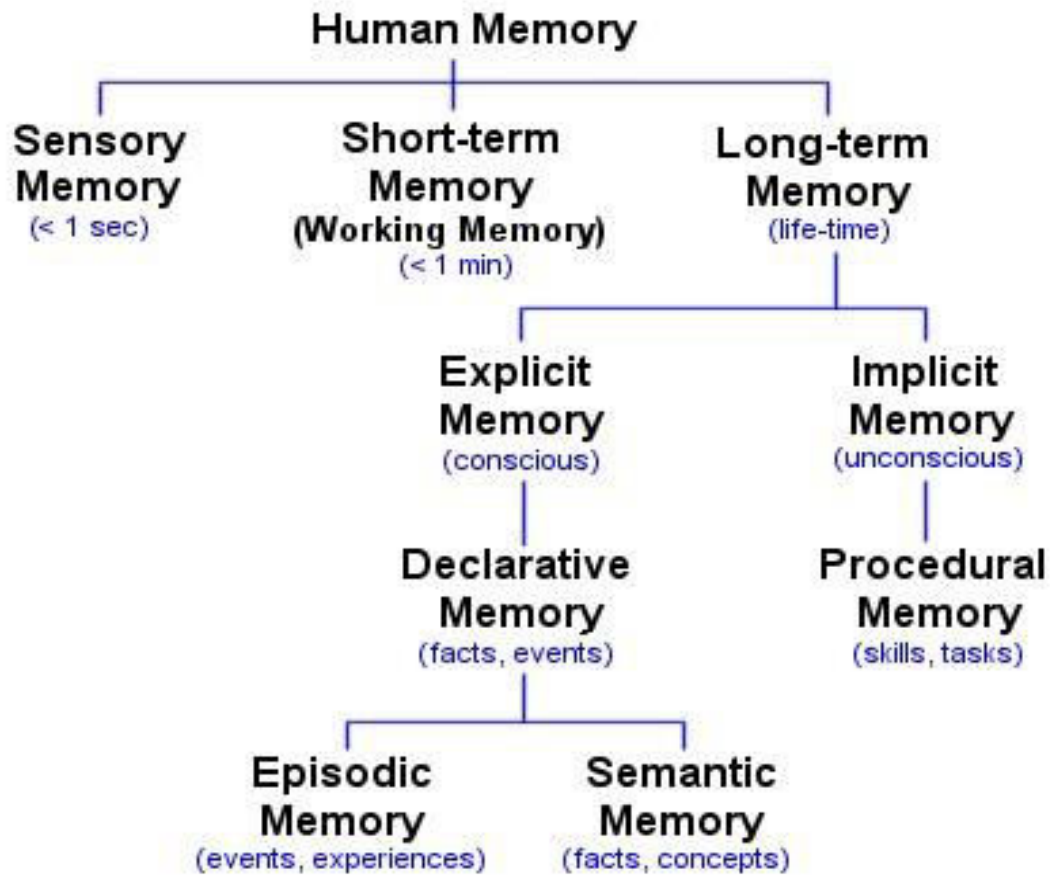 Human Memory
Sensory
Memory
(< 1 sec)
Short-term
Memory
(Working Memory)
(< 1 min)
Long-term
Memory
(life-time)
Explicit
Memory
(conscious)
Implicit
Memory
(unconscious)
Declarative
Memory
(facts, events)
Procedural
Memory
(skills, tasks)
Episodic
Memory
(events, experiences)
Semantic
Memory
(facts, concepts)